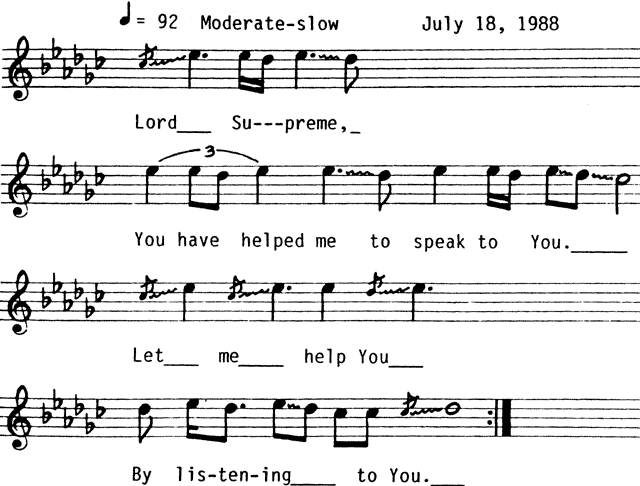 ♩ = 92 Moderate-slow July 18, 1988
Lord___ Su---preme,_
3
You have helped me to speak to You._____
Let___ me____ help You___
By lis-ten-ing____ to You.___